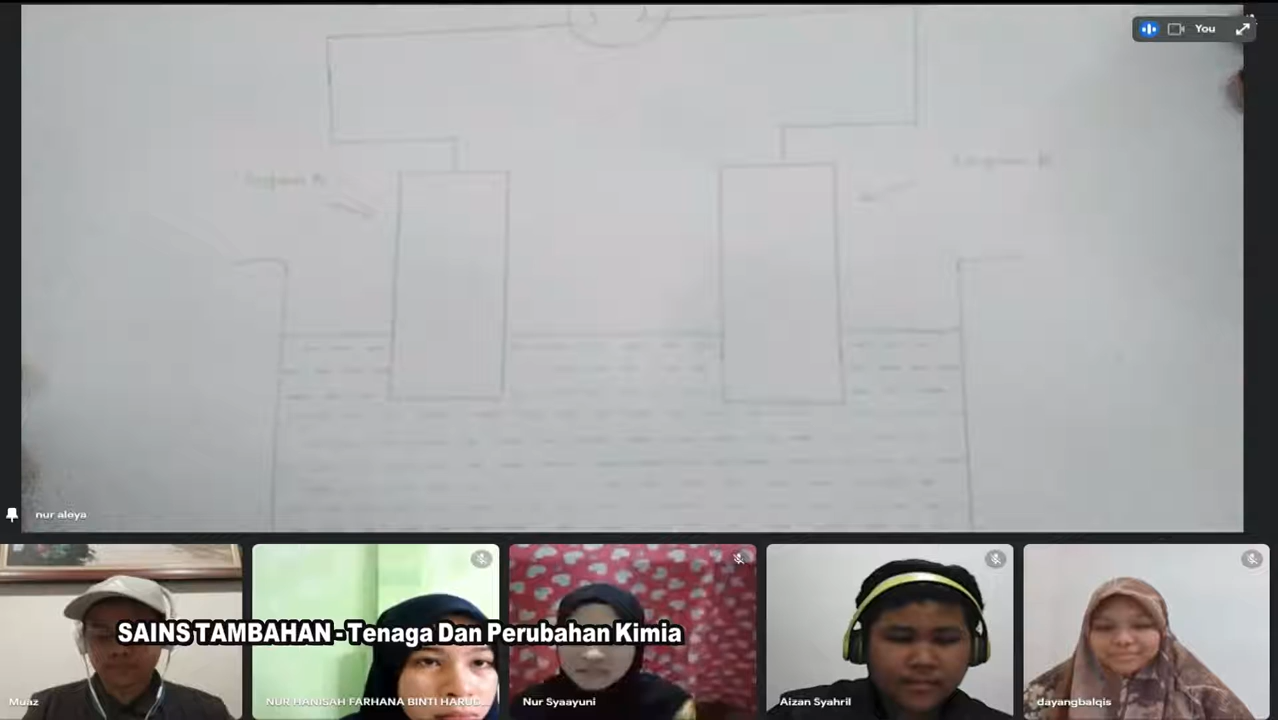 You
nur aleya
SAINS TAMBAHAN - Tenaga Dan Perubahan Kimia
Muaz
NUR HANISAH FARHANA BINTI HARUD...
Nur Syaayuni
Aizan Syahril
dayangbalqis